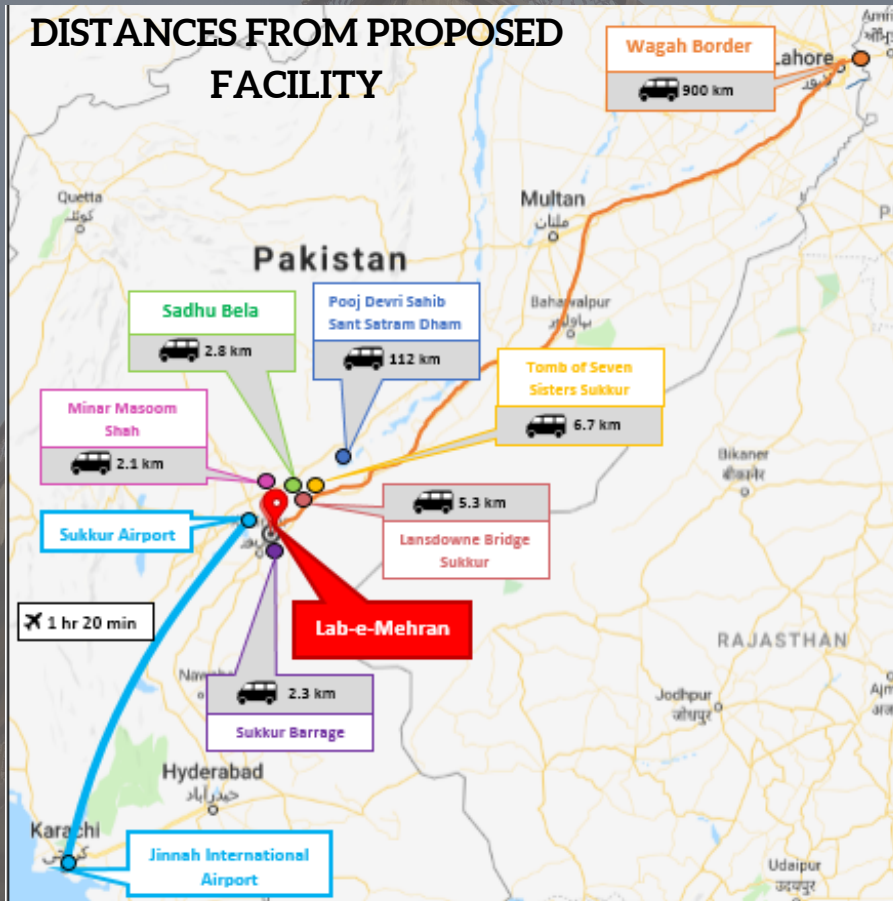 DISTANCES FROM PROPOSED
FACILITY
Wagah Border
900 km
Lahore
لاہور
Quetta
كوئٹہ
Multan
ملتان
Pakistan
Bahawalpur
بہاولپور
Sadhu Bela
2.8 km
Pooj Devri Sahib
Sant Satram Dham
112 km
Tomb of Seven
Sisters Sukkur
6.7 km
Minar Masoom
Shah
2.1 km
Bikaner
बीकानेर
5.3 km
Lansdowne Bridge
Sukkur
Sukkur Airport
1 hr 20 min
Lab-e-Mehran
RAJASTHAN
2.3 km
Sukkur Barrage
Jodhpur
जोधपुर
Hyderabad
حیدرآباد
Karachi
Jinnah International
Airport
Udaipur
उदयपुर